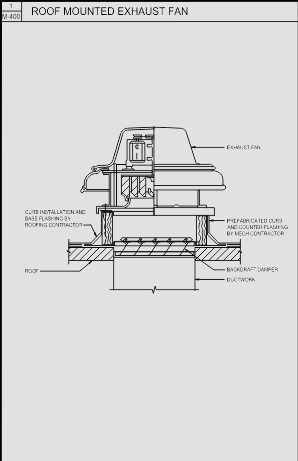 1
M-400
ROOF MOUNTED EXHAUST FAN
EXHAUST FAN
CURB INSTALLATION AND
BASE FLASHING BY
ROOFING CONTRACTOR
PREFABRICATED CURB
AND COUNTER FLASHING
BY MECH CONTRACTOR
ROOF
BACKDRAFT DAMPER
DUCTWORK